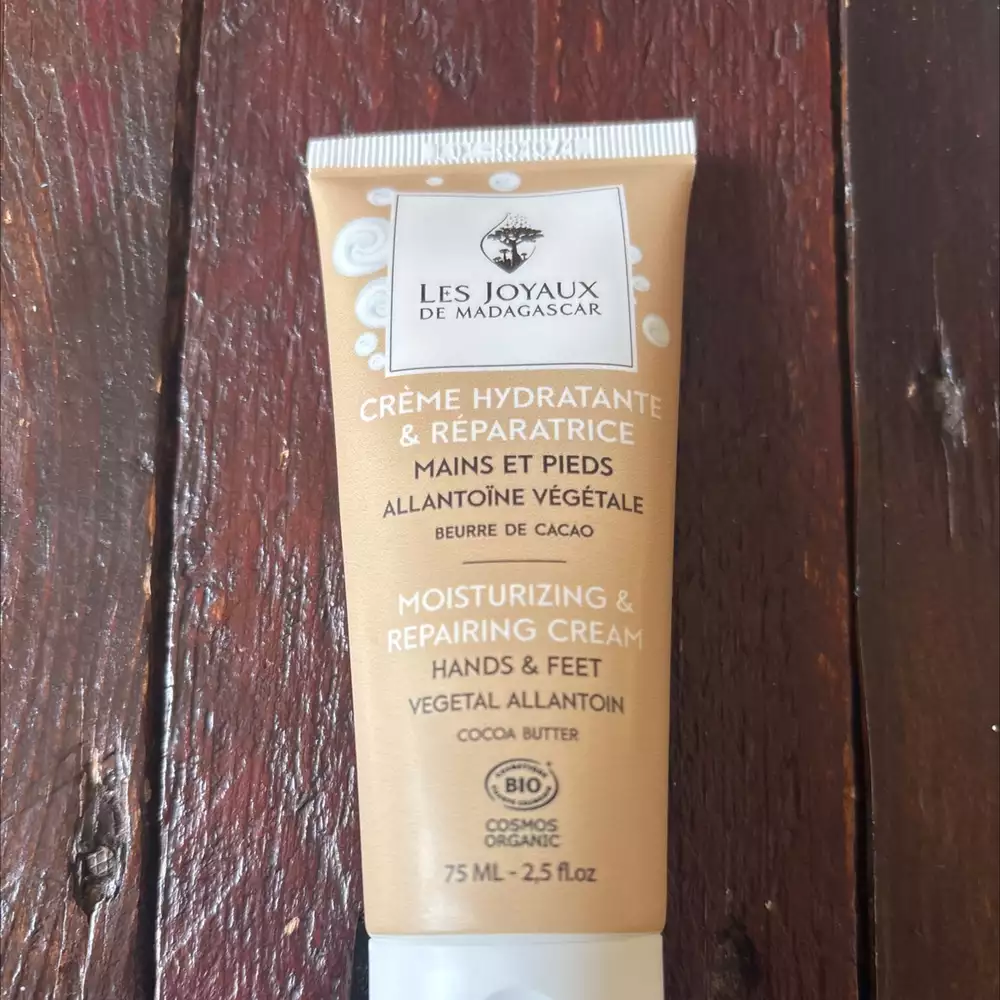 LES JOYAUX
DE MADAGASCAR
CRÈME HYDRATANTE
& RÉPARATRICE
MAINS ET PIEDS
ALLANTOÏNE VÉGÉTALE
BEURRE DE CACAO
MOISTURIZING &
REPAIRING CREAM
HANDS & FEET
VEGETAL ALLANTOIN
COCOA BUTTER
BIO
COSMOS
ORGANIC
75 ML - 2,5 fl.oz